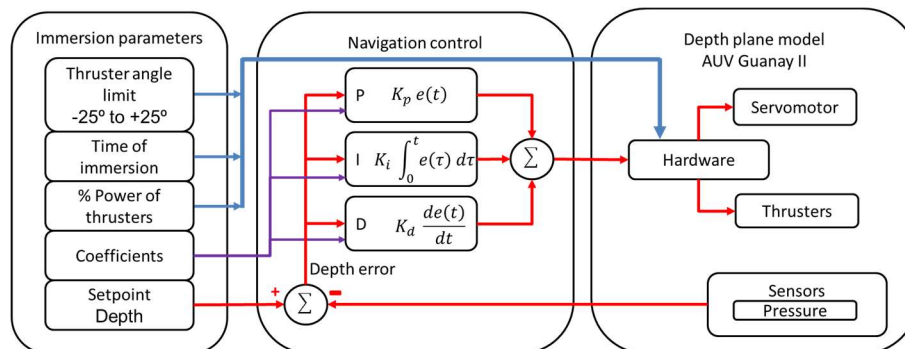 Immersion parameters
Thruster angle
limit
-25º to +25º
Time of
immersion
% Power of
thrusters
Coefficients
Setpoint
Depth
Navigation control
P K_p e(t)
I K_i ∫_0^t e(τ) dτ
D K_d de(t)/dt
∑
Depth error
+ ∑ -
Depth plane model
AUV Guanay II
Servomotor
Hardware
Thrusters
Sensors
Pressure